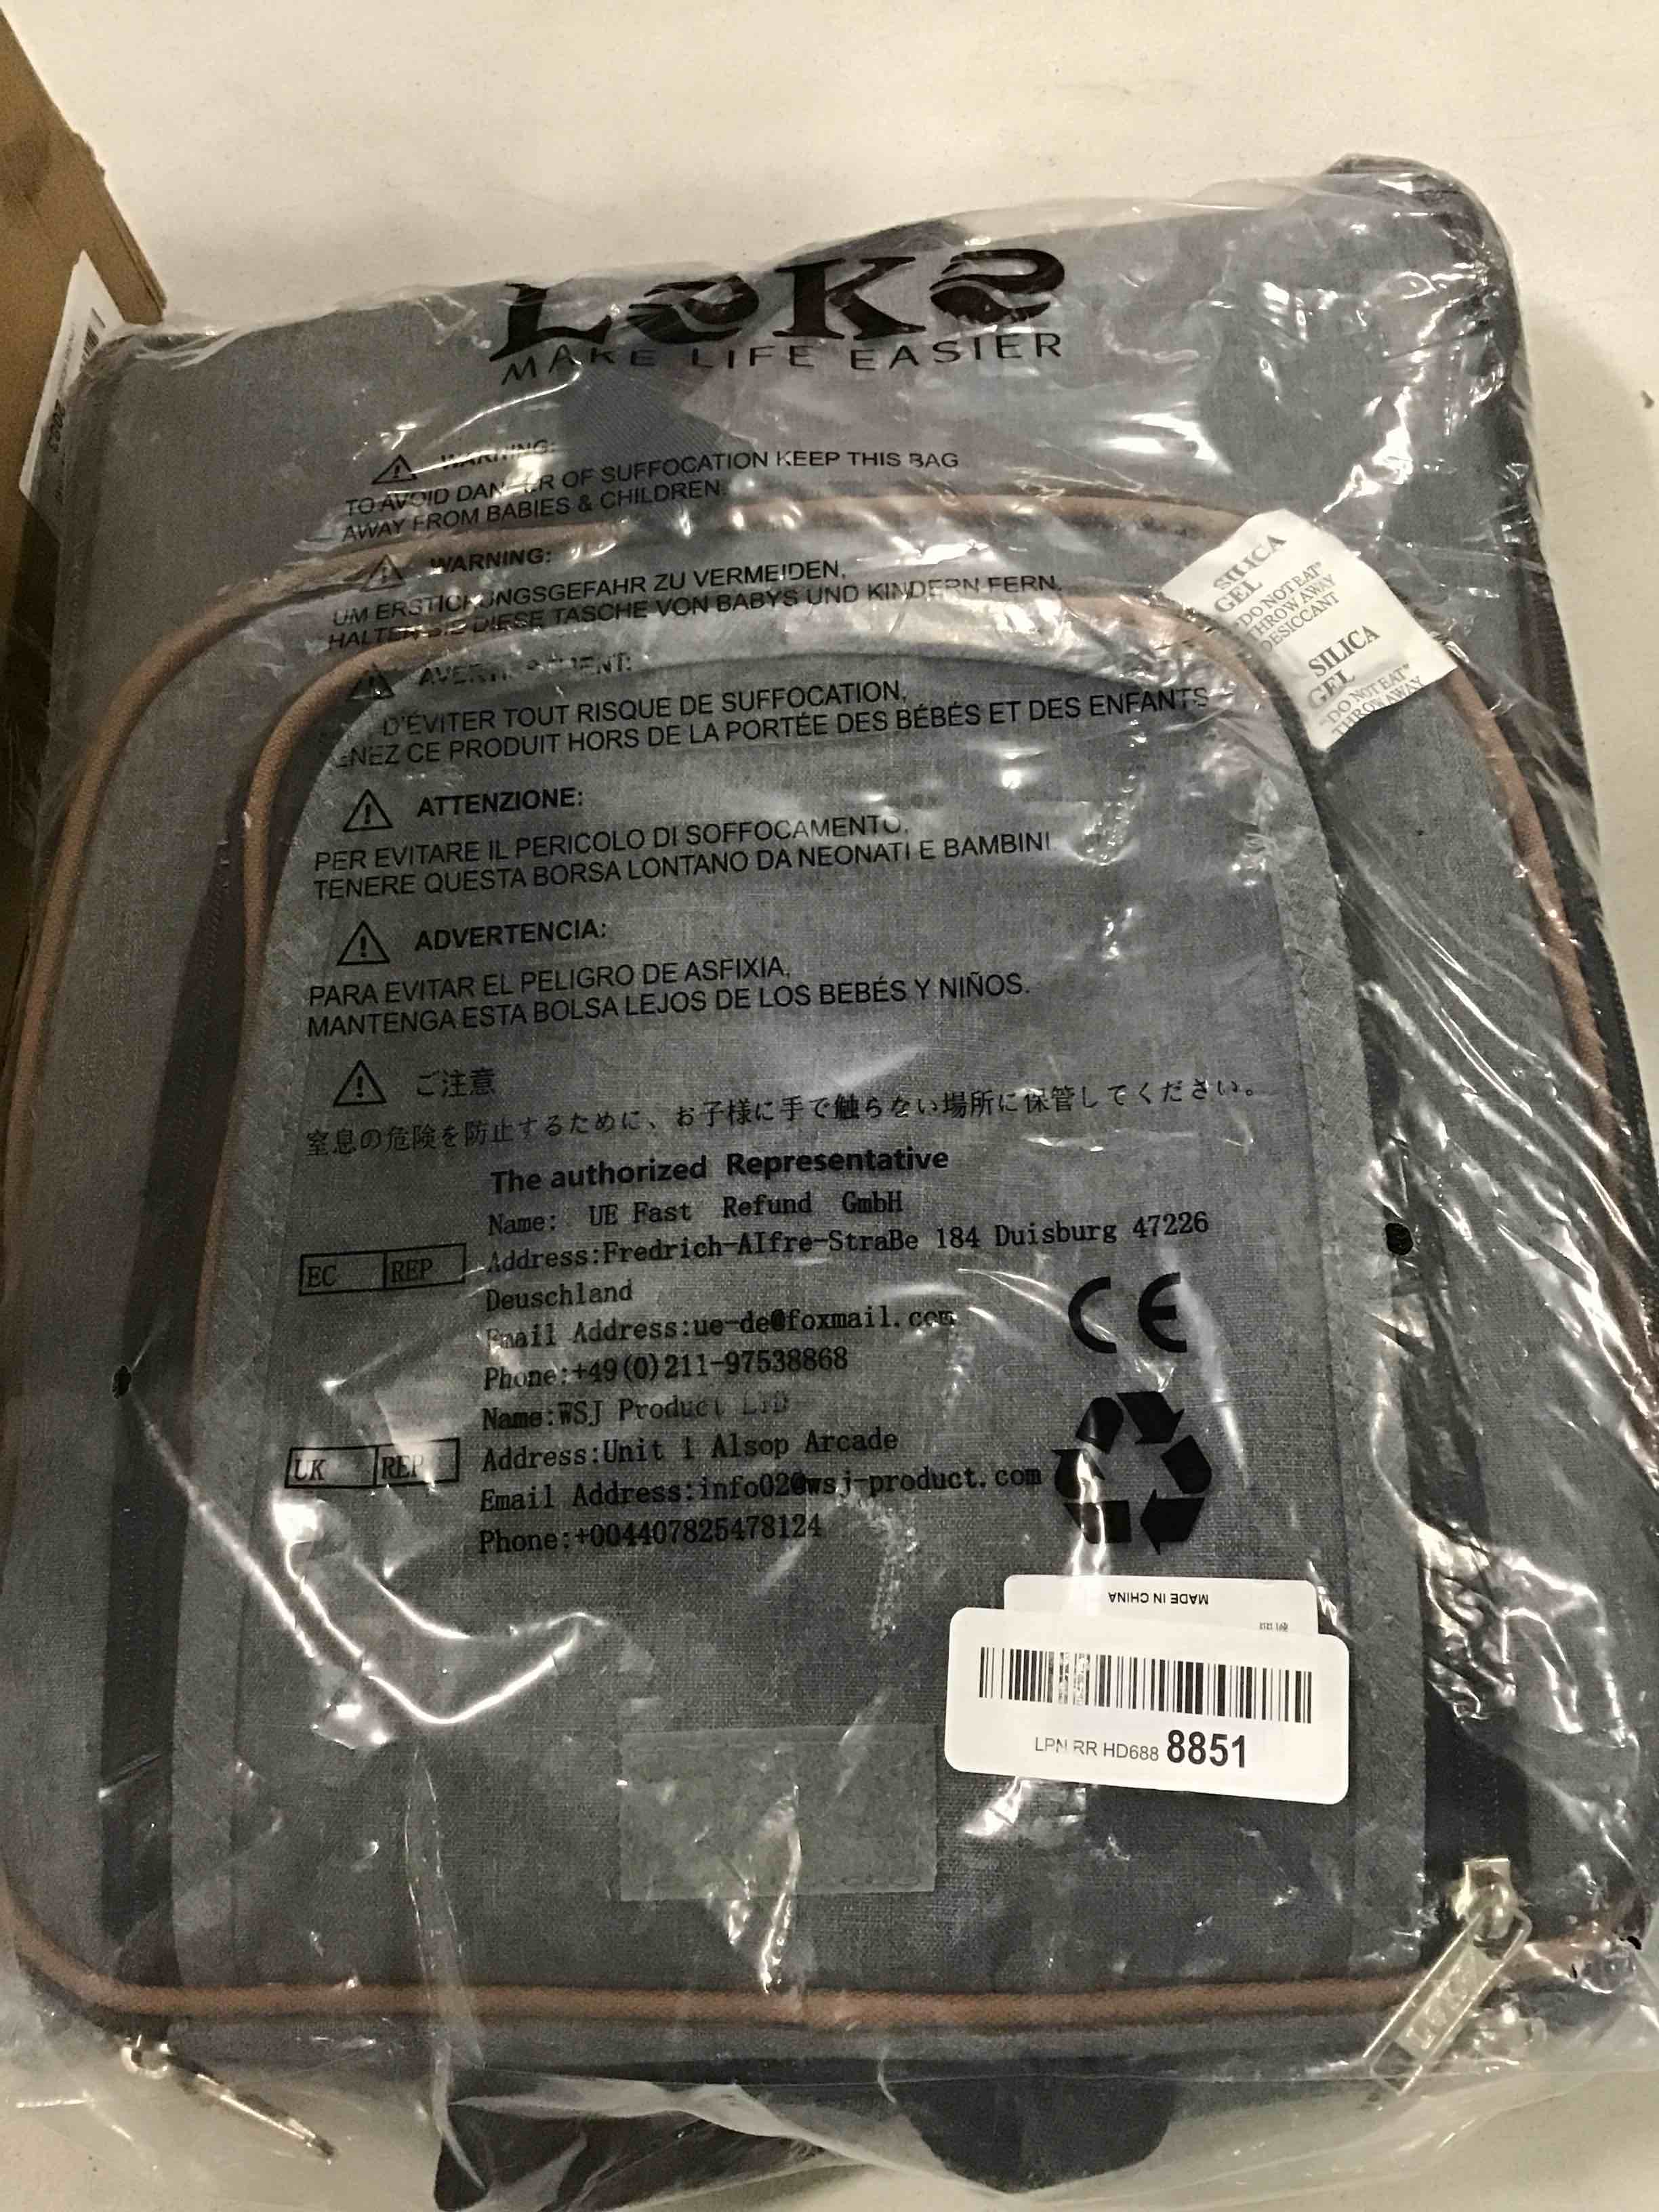 LOKS
MAKE LIFE EASIER
WARNING:
TO AVOID DANGER OF SUFFOCATION KEEP THIS BAG
AWAY FROM BABIES & CHILDREN.
WARNING:
UM ERSTICKUNGSGEFAHR ZU VERMEIDEN,
HALTEN SIE DIESE TASCHE VON BABYS UND KINDERN FERN.
AVERTISSEMENT:
D'ÉVITER TOUT RISQUE DE SUFFOCATION,
ENEZ CE PRODUIT HORS DE LA PORTÉE DES BÉBÉS ET DES ENFANTS
ATTENZIONE:
PER EVITARE IL PERICOLO DI SOFFOCAMENTO,
TENERE QUESTA BORSA LONTANO DA NEONATI E BAMBINI
ADVERTENCIA:
PARA EVITAR EL PELIGRO DE ASFIXIA,
MANTENGA ESTA BOLSA LEJOS DE LOS BEBÉS Y NIÑOS.
ご注意
窒息の危険を防止するために、お子様に手で触らない場所に保管してください。
The authorized Representative
EC REP
Name: UE Fast Refund GmbH
Address:Fredrich-AIfre-StraBe 184 Duisburg 47226
Deuschland
Email Address:ue-de@foxmail.com
Phone:+49(0)211-97538868
CE
UK REP
Name:WSJ Product LTD
Address:Unit 1 Alsop Arcade
Email Address:info02@wsj-product.com
Phone:+004407825478124
SILICA
GEL
"DO NOT EAT"
THROW AWAY
DESICCANT
SILICA
GEL
"DO NOT EAT"
THROW AWAY
MADE IN CHINA
LPN RR HD688 8851